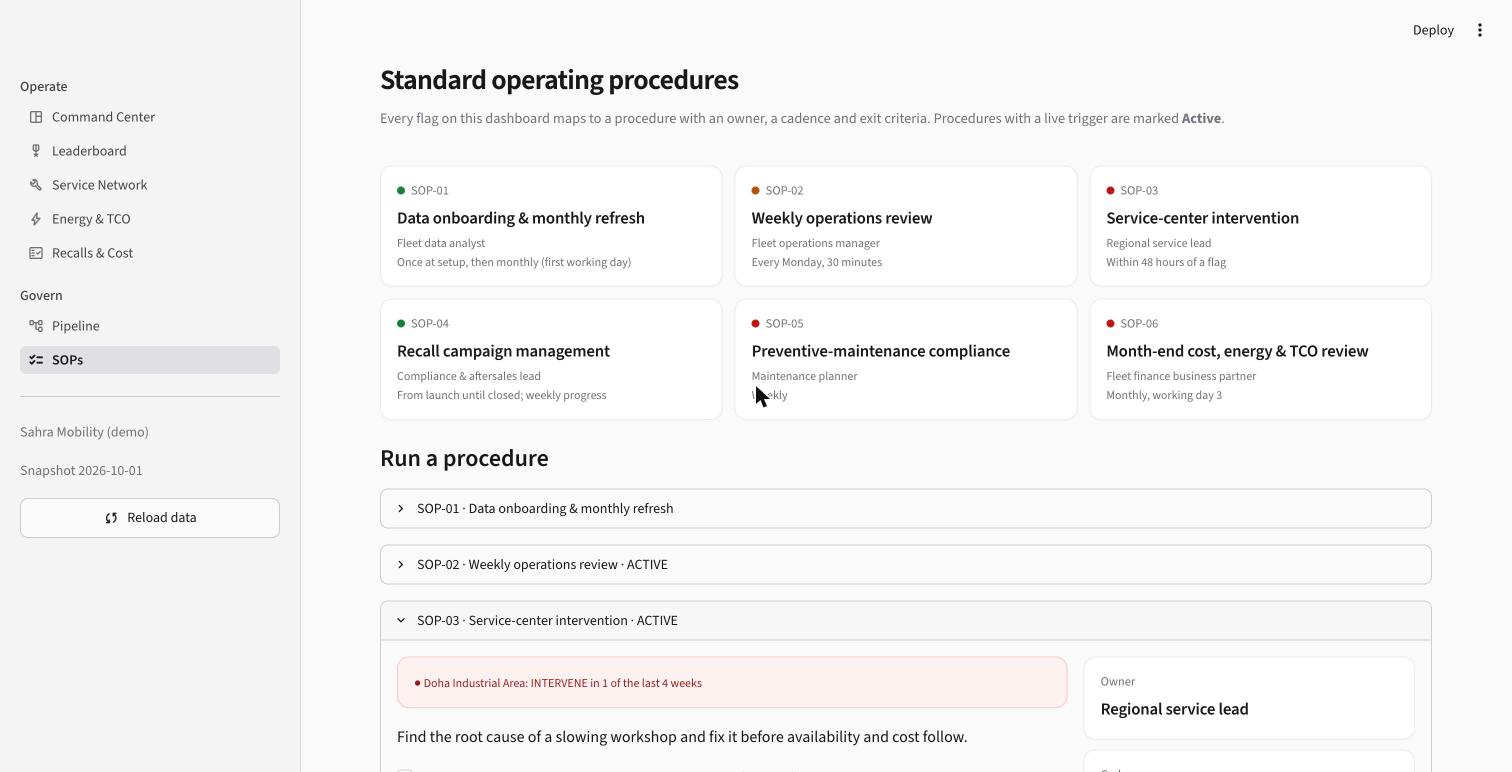 Deploy
Operate
Command Center
Leaderboard
Service Network
Energy & TCO
Recalls & Cost
Govern
Pipeline
SOPs
Sahra Mobility (demo)
Snapshot 2026-10-01
Reload data
Standard operating procedures
Every flag on this dashboard maps to a procedure with an owner, a cadence and exit criteria. Procedures with a live trigger are marked Active.
SOP-01
Data onboarding & monthly refresh
Fleet data analyst
Once at setup, then monthly (first working day)
SOP-02
Weekly operations review
Fleet operations manager
Every Monday, 30 minutes
SOP-03
Service-center intervention
Regional service lead
Within 48 hours of a flag
SOP-04
Recall campaign management
Compliance & aftersales lead
From launch until closed; weekly progress
SOP-05
Preventive-maintenance compliance
Maintenance planner
Weekly
SOP-06
Month-end cost, energy & TCO review
Fleet finance business partner
Monthly, working day 3
Run a procedure
SOP-01 · Data onboarding & monthly refresh
SOP-02 · Weekly operations review · ACTIVE
SOP-03 · Service-center intervention · ACTIVE
Doha Industrial Area: INTERVENE in 1 of the last 4 weeks
Find the root cause of a slowing workshop and fix it before availability and cost follow.
Owner
Regional service lead